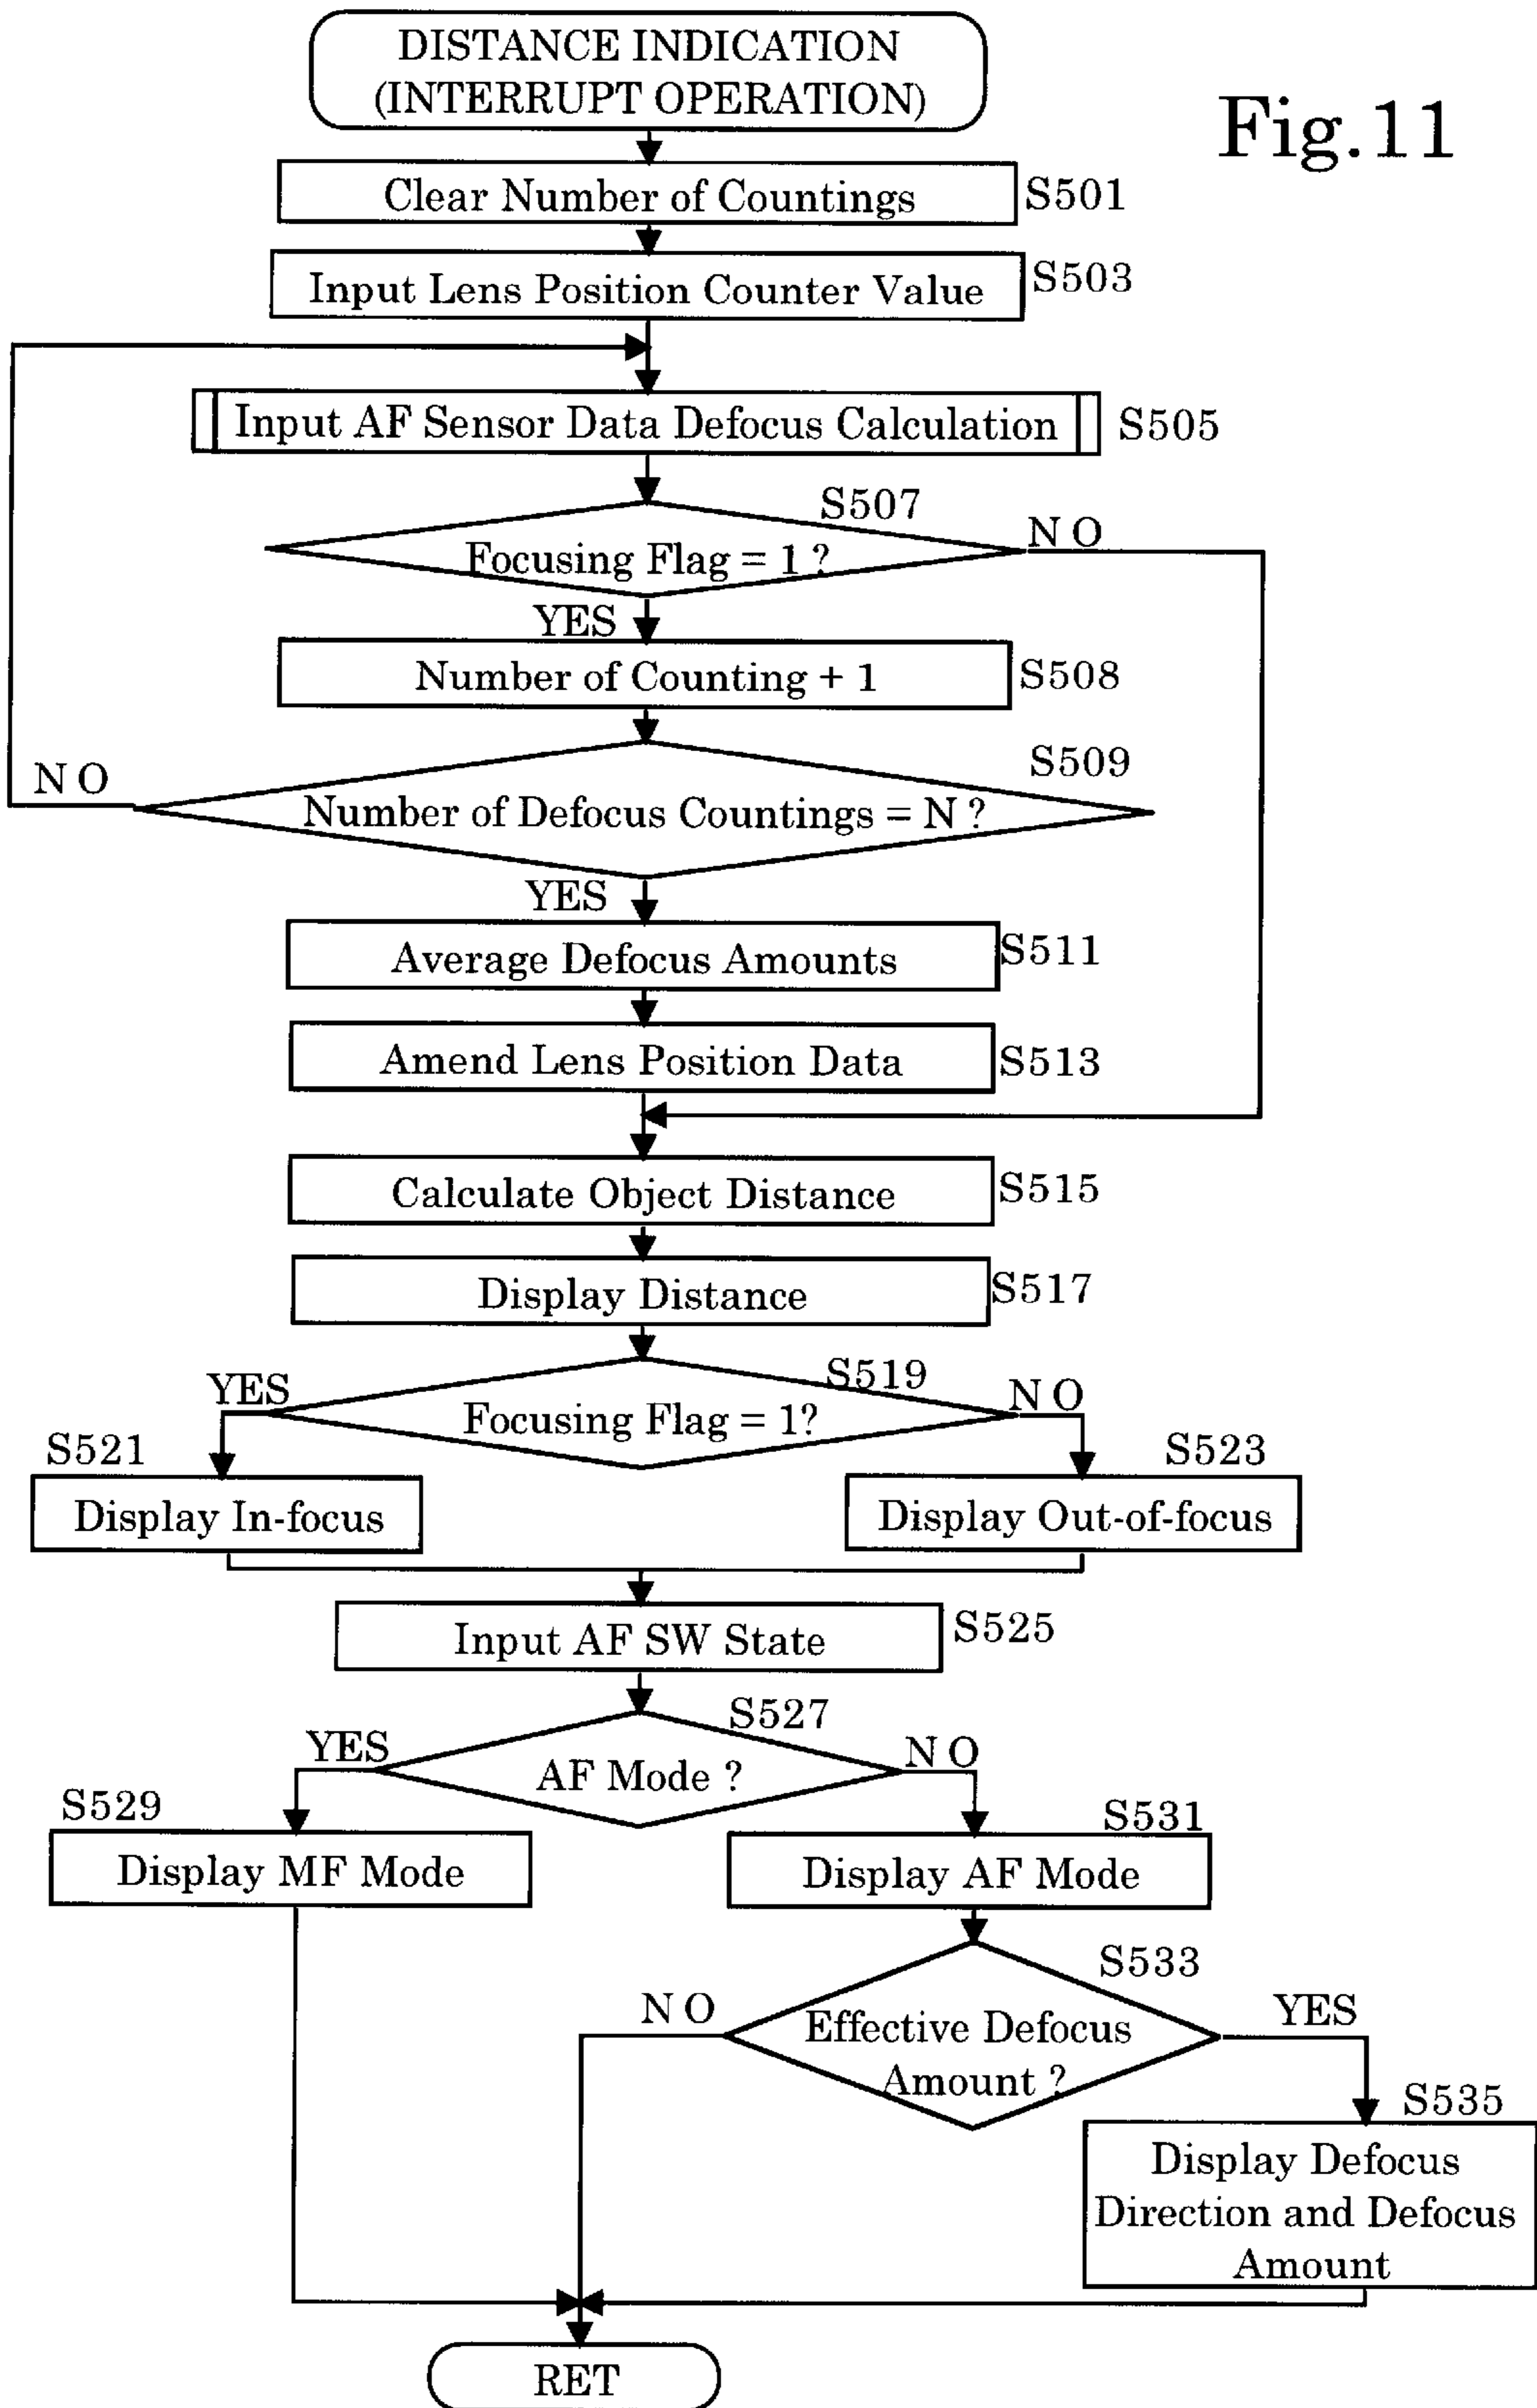 DISTANCE INDICATION
(INTERRUPT OPERATION)
Fig.11
Clear Number of Countings
S501
Input Lens Position Counter Value
S503
Input AF Sensor Data Defocus Calculation
S505
S507
Focusing Flag = 1 ?
NO
YES
Number of Counting + 1
S508
S509
NO
Number of Defocus Countings = N ?
YES
Average Defocus Amounts
S511
Amend Lens Position Data
S513
Calculate Object Distance
S515
Display Distance
S517
S519
YES
Focusing Flag = 1?
NO
S521
S523
Display In-focus
Display Out-of-focus
Input AF SW State
S525
S527
YES
AF Mode ?
NO
S529
S531
Display MF Mode
Display AF Mode
S533
NO
Effective Defocus
Amount ?
YES
S535
Display Defocus
Direction and Defocus
Amount
RET